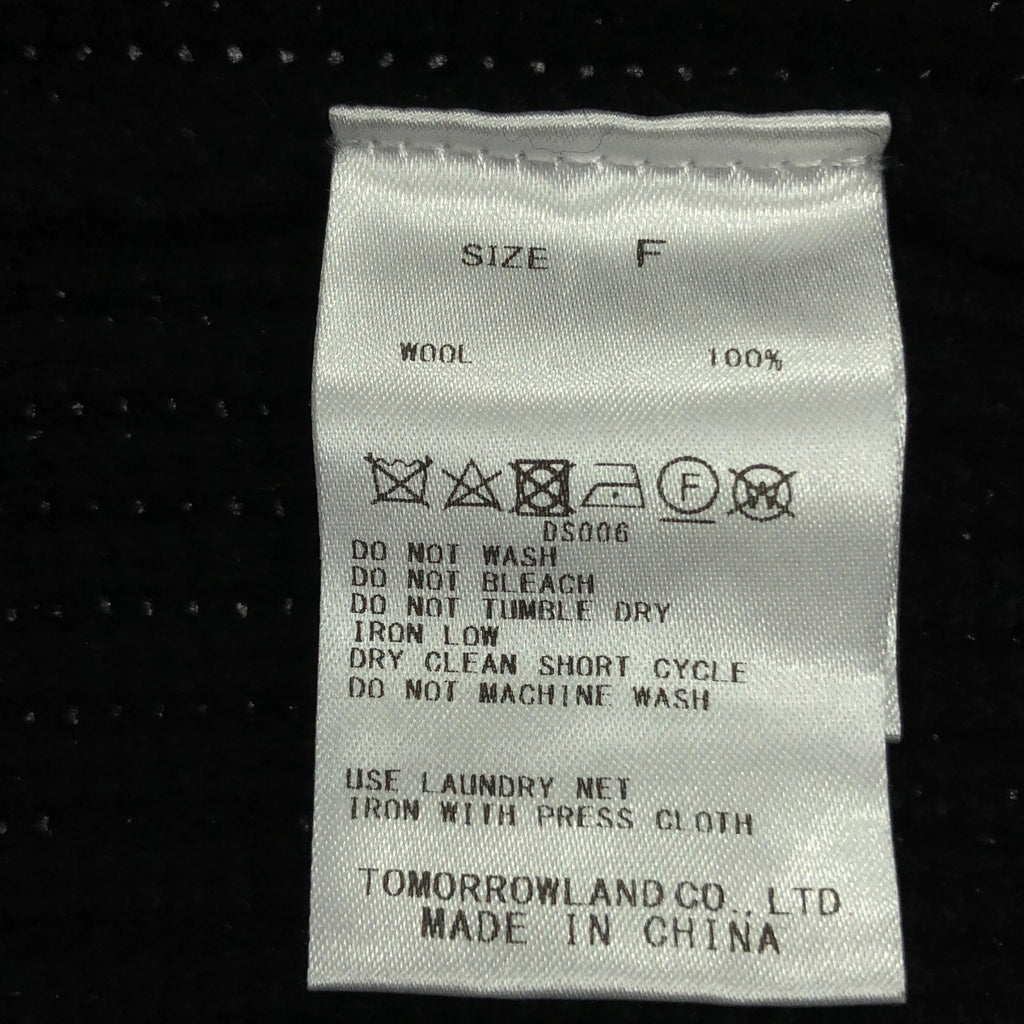 SIZE F
WOOL 100%
F W
DS006
DO NOT WASH
DO NOT BLEACH
DO NOT TUMBLE DRY
IRON LOW
DRY CLEAN SHORT CYCLE
DO NOT MACHINE WASH
USE LAUNDRY NET
IRON WITH PRESS CLOTH
TOMORROWLAND CO., LTD
MADE IN CHINA